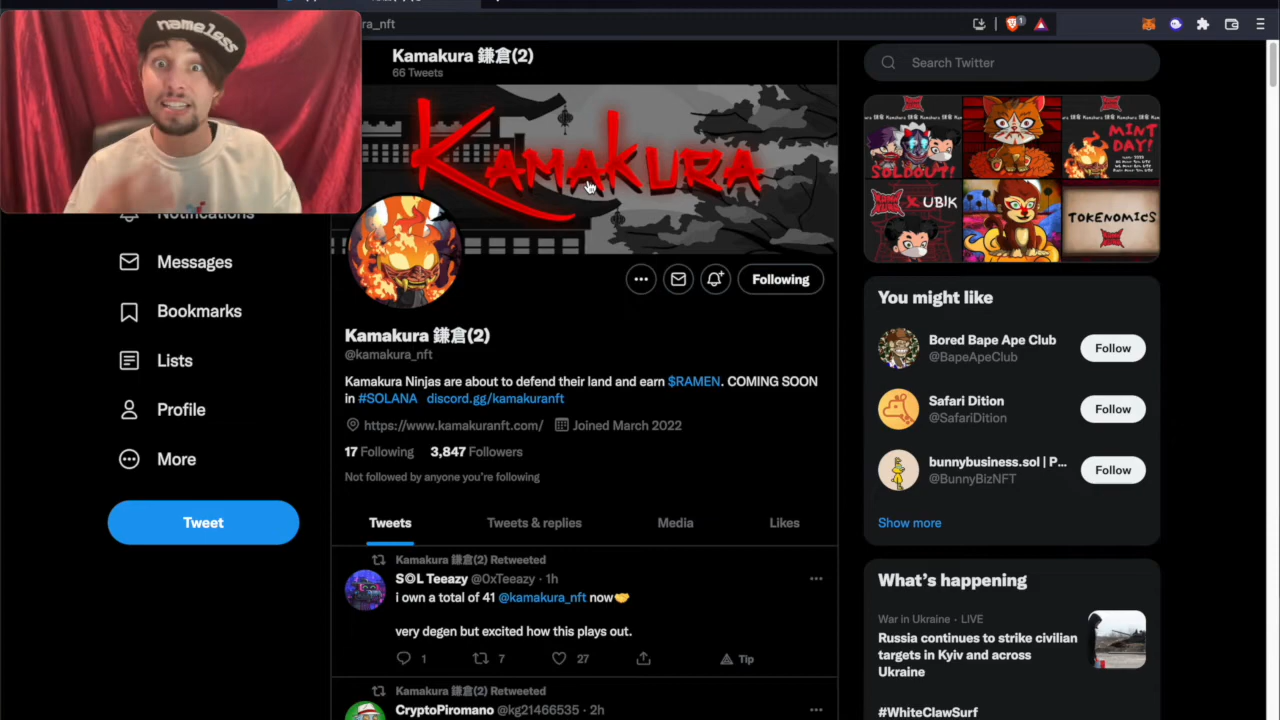 nameless
ra_nft
1
Kamakura 鎌倉(2)
66 Tweets
KAMAKURA
Notifications
Messages
Bookmarks
Lists
Profile
More
Tweet
Following
Kamakura 鎌倉(2)
@kamakura_nft
Kamakura Ninjas are about to defend their land and earn $RAMEN. COMING SOON
in #SOLANA discord.gg/kamakuranft
https://www.kamakuranft.com/ Joined March 2022
17 Following 3,847 Followers
Not followed by anyone you're following
Tweets Tweets & replies Media Likes
Kamakura 鎌倉(2) Retweeted
S◎L Teeazy @0xTeeazy · 1h
i own a total of 41 @kamakura_nft now🤝
very degen but excited how this plays out.
1 7 27 Tip
Kamakura 鎌倉(2) Retweeted
CryptoPiromano @kg21466535 · 2h
Search Twitter
SOLDOUT!
MINT
DAY!
KAMA
KURA
X UBIK
TOKENOMICS
You might like
Bored Bape Ape Club
@BapeApeClub
Follow
Safari Dition
@SafariDition
Follow
bunnybusiness.sol | P...
@BunnyBizNFT
Follow
Show more
What's happening
War in Ukraine · LIVE
Russia continues to strike civilian
targets in Kyiv and across
Ukraine
#WhiteClawSurf